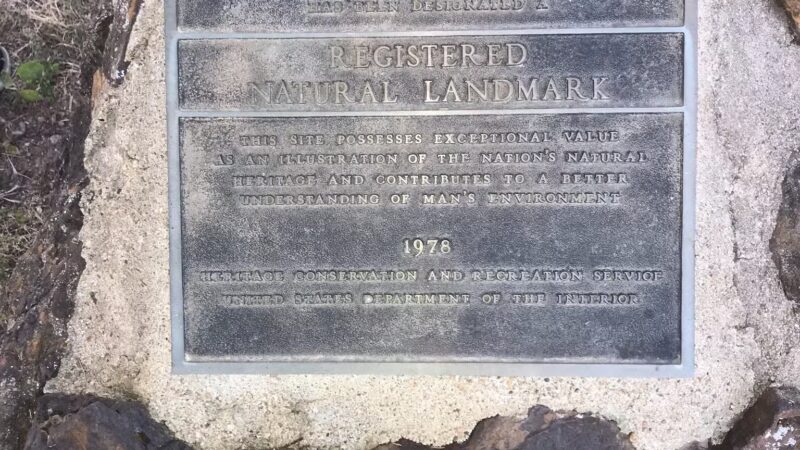 HAS BEEN DESIGNATED A
REGISTERED
NATURAL LANDMARK
THIS SITE POSSESSES EXCEPTIONAL VALUE
AS AN ILLUSTRATION OF THE NATION'S NATURAL
HERITAGE AND CONTRIBUTES TO A BETTER
UNDERSTANDING OF MAN'S ENVIRONMENT
1978
HERITAGE CONSERVATION AND RECREATION SERVICE
UNITED STATES DEPARTMENT OF THE INTERIOR